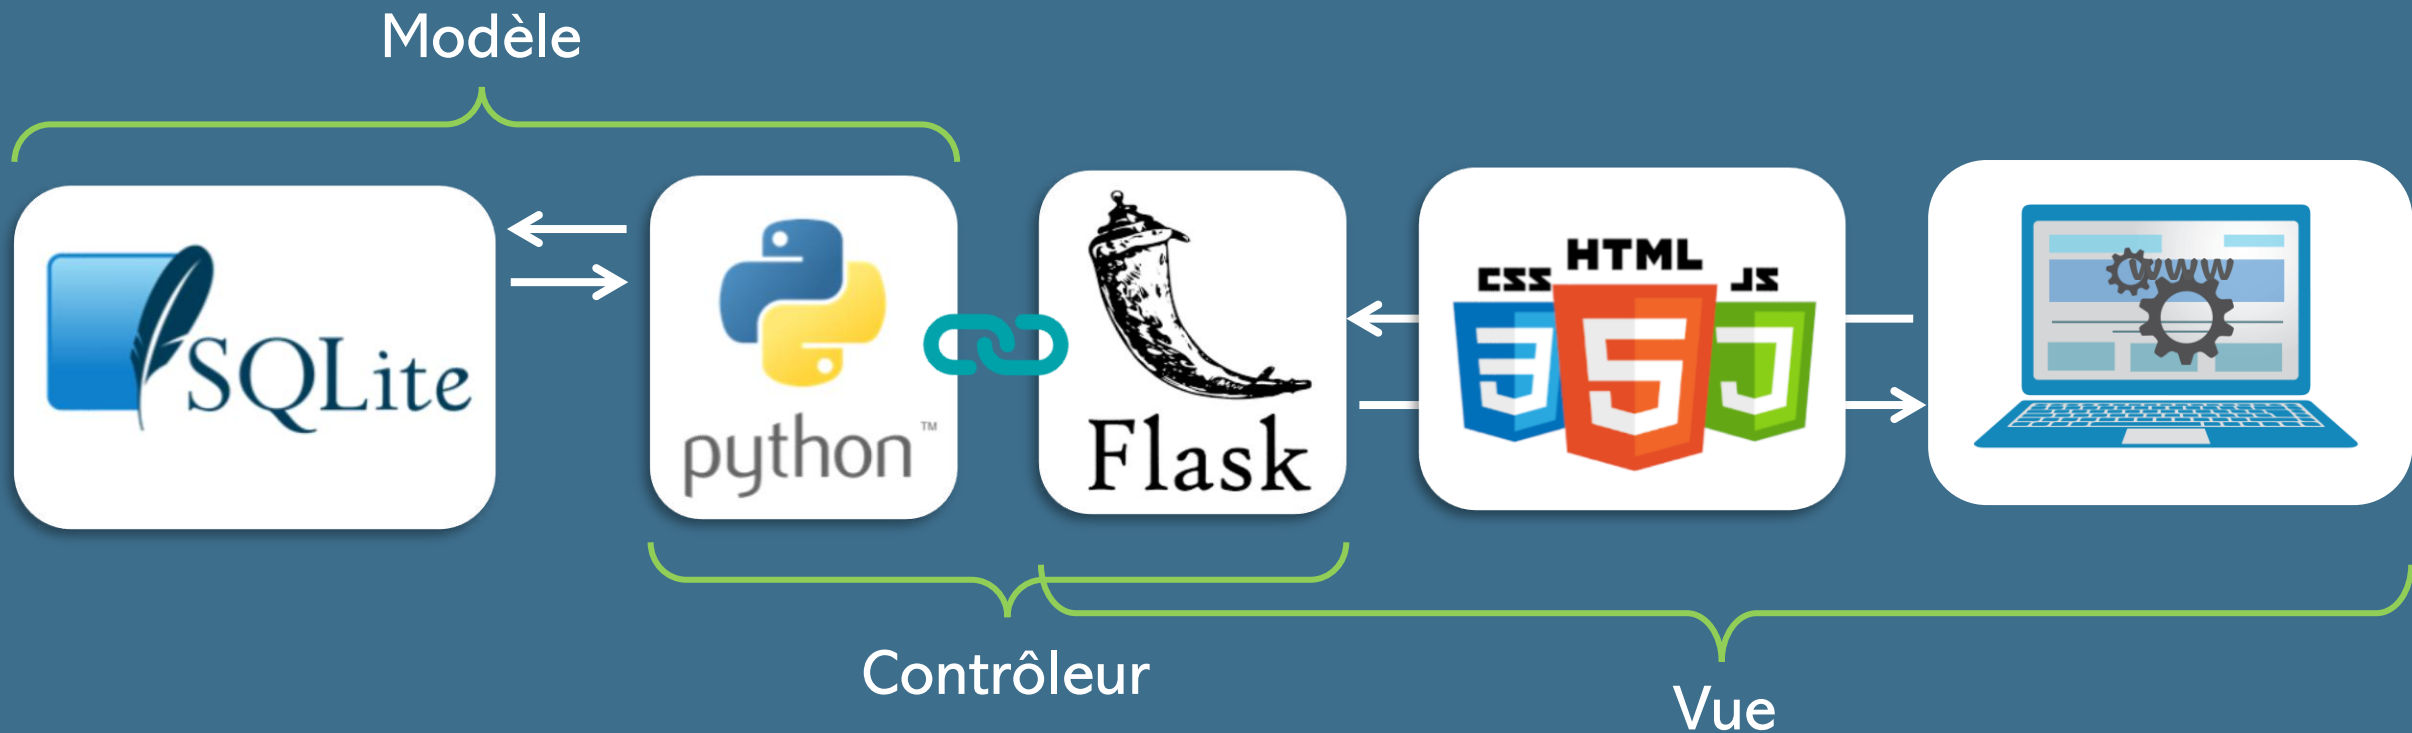 Modèle
SQLite
python™
Flask
CSS HTML JS
www
Contrôleur
Vue